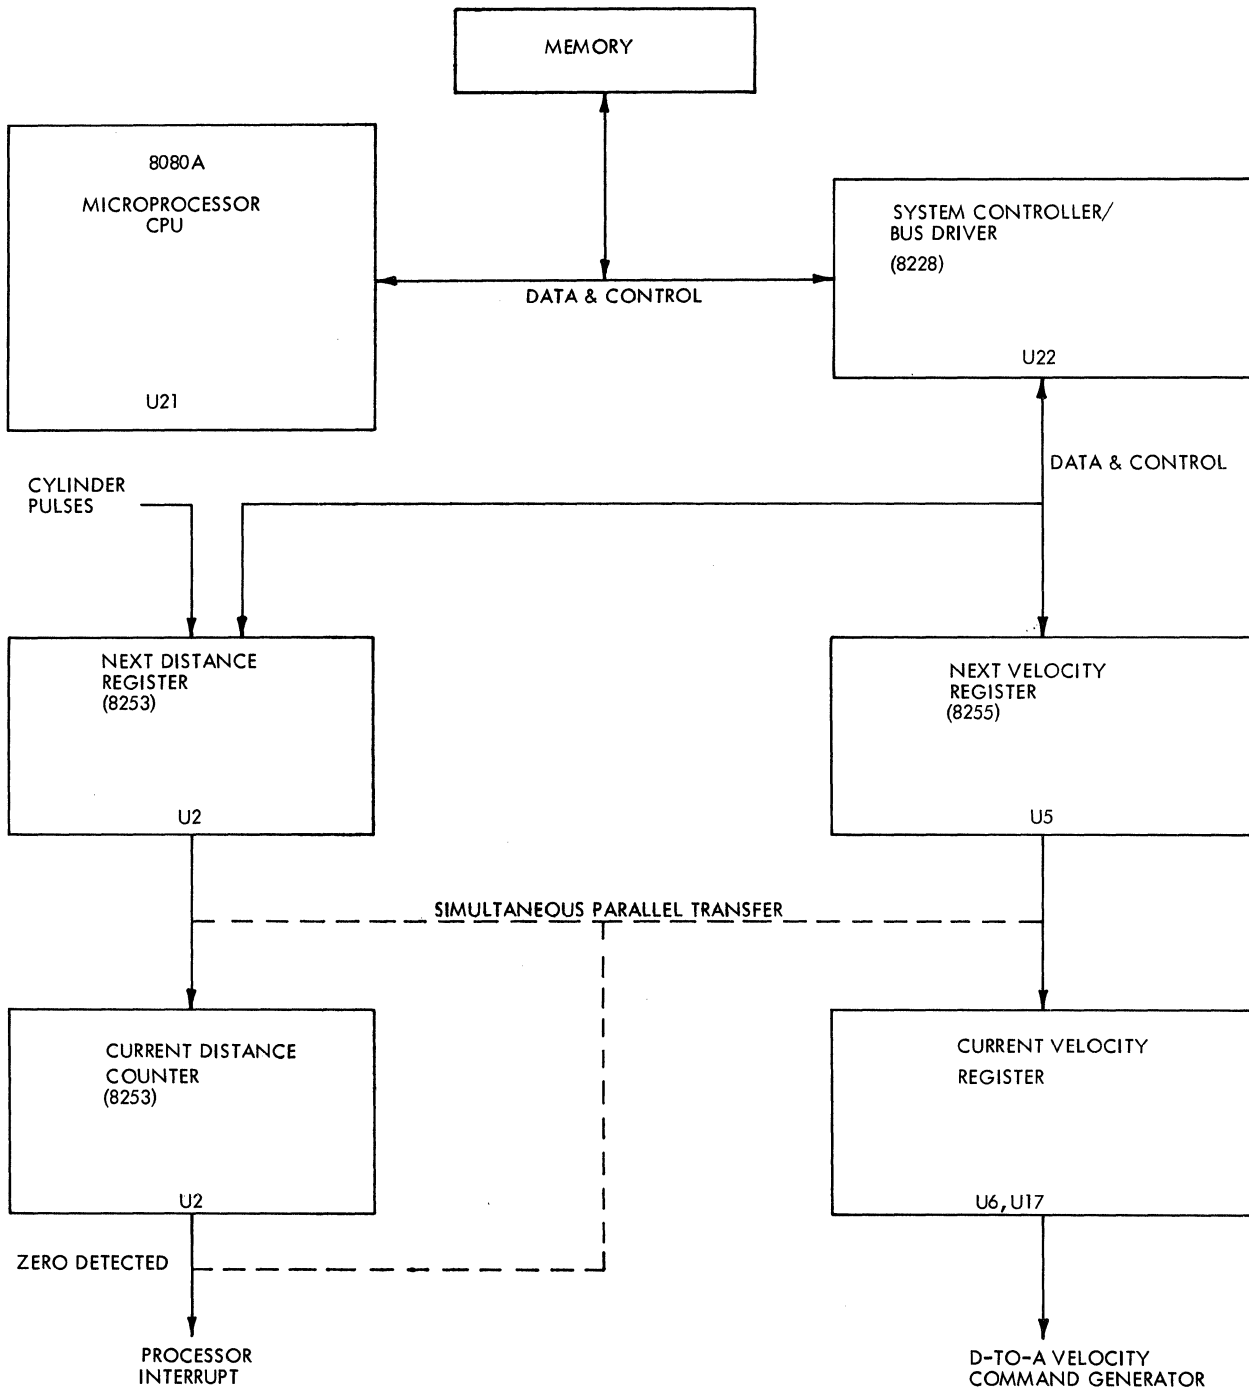 MEMORY
8080A
MICROPROCESSOR
CPU
U21
SYSTEM CONTROLLER/
BUS DRIVER
(8228)
U22
DATA & CONTROL
DATA & CONTROL
CYLINDER
PULSES
NEXT DISTANCE
REGISTER
(8253)
U2
NEXT VELOCITY
REGISTER
(8255)
U5
SIMULTANEOUS PARALLEL TRANSFER
CURRENT DISTANCE
COUNTER
(8253)
U2
CURRENT VELOCITY
REGISTER
U6, U17
ZERO DETECTED
PROCESSOR
INTERRUPT
D-TO-A VELOCITY
COMMAND GENERATOR